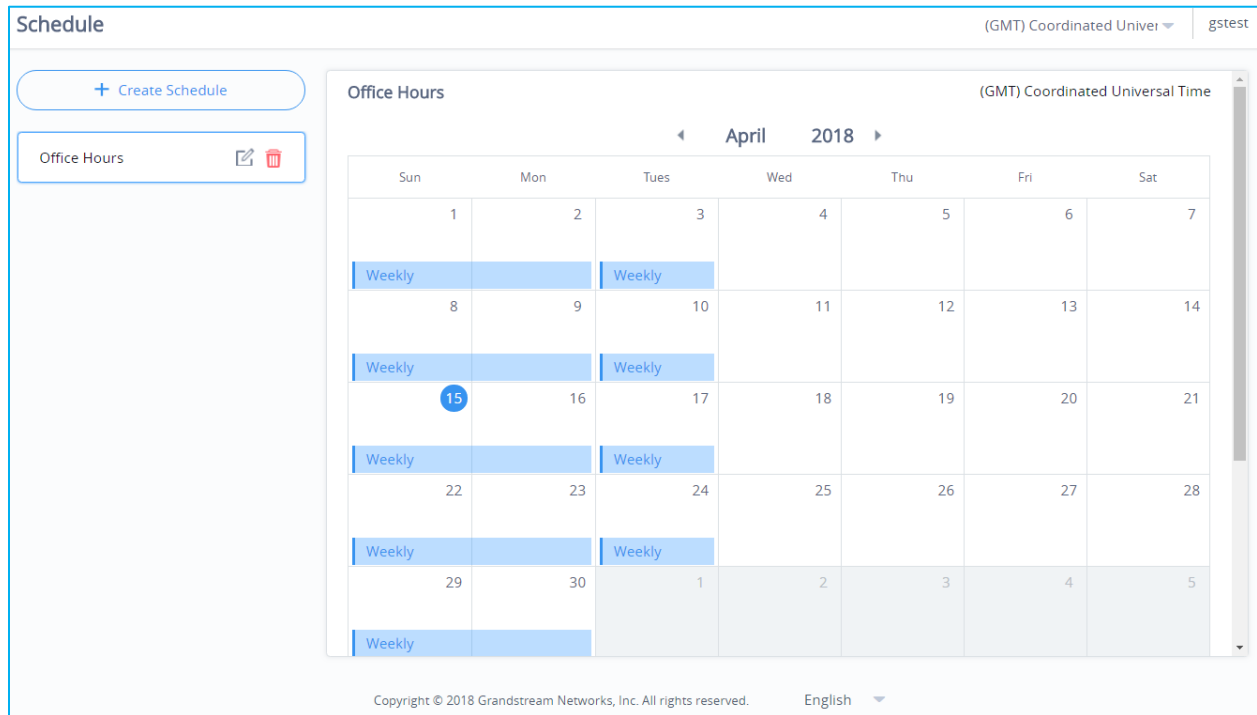 Schedule
(GMT) Coordinated Univer
gstest
+ Create Schedule
Office Hours
Office Hours
(GMT) Coordinated Universal Time
April 2018
Sun Mon Tues Wed Thu Fri Sat
1 2 3 4 5 6 7
Weekly Weekly
8 9 10 11 12 13 14
Weekly Weekly
15 16 17 18 19 20 21
Weekly Weekly
22 23 24 25 26 27 28
Weekly Weekly
29 30 1 2 3 4 5
Weekly
Copyright © 2018 Grandstream Networks, Inc. All rights reserved.
English